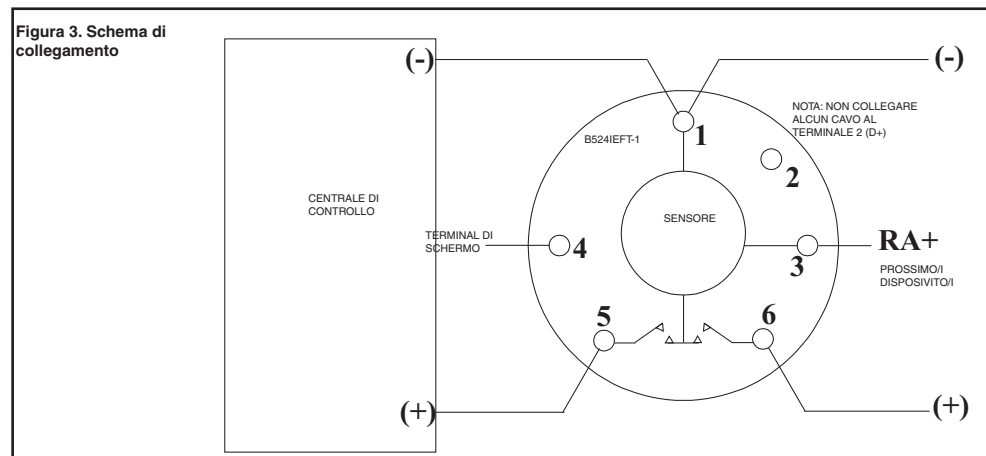 Figura 3. Schema di
collegamento
(-)
(-)
NOTA: NON COLLEGARE
ALCUN CAVO AL
TERMINALE 2 (D+)
B524IEFT-1
1
2
CENTRALE DI
CONTROLLO
SENSORE
TERMINAL DI
SCHERMO
4
3
RA+
PROSSIMO/I
DISPOSIVITO/I
5
6
(+)
(+)